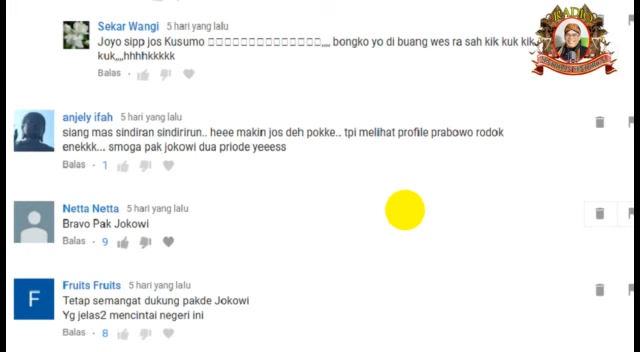 Sekar Wangi 5 hari yang lalu
Joyo sipp jos Kusumo □□□□□□□□□□□□□□,,,, bongko yo di buang wes ra sah kik kuk kik
kuk,,,,hhhhkkkkk
Balas
anjely ifah 5 hari yang lalu
siang mas sindiran sindirirun.. heee makin jos deh pokke.. tpi melihat profile prabowo rodok
enekkk... smoga pak jokowi dua priode yeeess
Balas · 1
Netta Netta 5 hari yang lalu
Bravo Pak Jokowi
Balas · 9
F
Fruits Fruits 5 hari yang lalu
Tetap semangat dukung pakde Jokowi
Yg jelas2 mencintai negeri ini
Balas · 8
RADIO